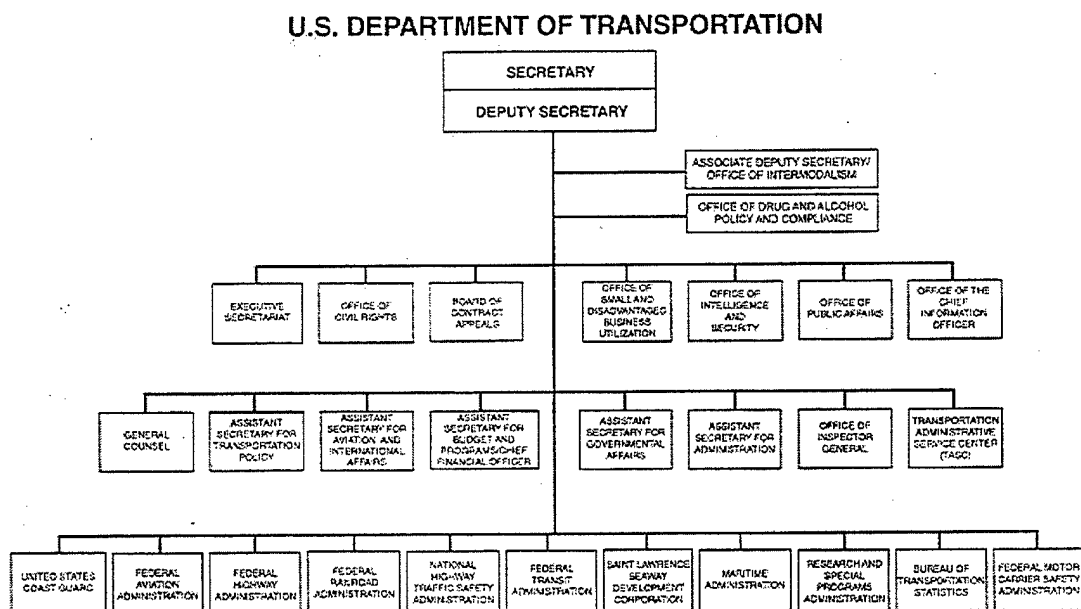 U.S. DEPARTMENT OF TRANSPORTATION
SECRETARY
DEPUTY SECRETARY
ASSOCIATE DEPUTY SECRETARY/
OFFICE OF INTERMODALISM
OFFICE OF DRUG AND ALCOHOL
POLICY AND COMPLIANCE
EXECUTIVE
SECRETARIAT
OFFICE OF
CIVIL RIGHTS
BOARD OF
CONTRACT
APPEALS
OFFICE OF
SMALL AND
DISADVANTAGED
BUSINESS
UTILIZATION
OFFICE OF
INTELLIGENCE
AND
SECURITY
OFFICE OF
PUBLIC AFFAIRS
OFFICE OF THE
CHIEF
INFORMATION
OFFICER
GENERAL
COUNSEL
ASSISTANT
SECRETARY FOR
TRANSPORTATION
POLICY
ASSISTANT
SECRETARY FOR
AVIATION AND
INTERNATIONAL
AFFAIRS
ASSISTANT
SECRETARY FOR
BUDGET AND
PROGRAMS/CHIEF
FINANCIAL OFFICER
ASSISTANT
SECRETARY FOR
GOVERNMENTAL
AFFAIRS
ASSISTANT
SECRETARY FOR
ADMINISTRATION
OFFICE OF
INSPECTOR
GENERAL
TRANSPORTATION
ADMINISTRATIVE
SERVICE CENTER
(TASC)
UNITED STATES
COAST GUARD
FEDERAL
AVIATION
ADMINISTRATION
FEDERAL
HIGHWAY
ADMINISTRATION
FEDERAL
RAILROAD
ADMINISTRATION
NATIONAL
HIGHWAY
TRAFFIC SAFETY
ADMINISTRATION
FEDERAL
TRANSIT
ADMINISTRATION
SAINT LAWRENCE
SEAWAY
DEVELOPMENT
CORPORATION
MARITIME
ADMINISTRATION
RESEARCH AND
SPECIAL
PROGRAMS
ADMINISTRATION
BUREAU OF
TRANSPORTATION
STATISTICS
FEDERAL MOTOR
CARRIER SAFETY
ADMINISTRATION